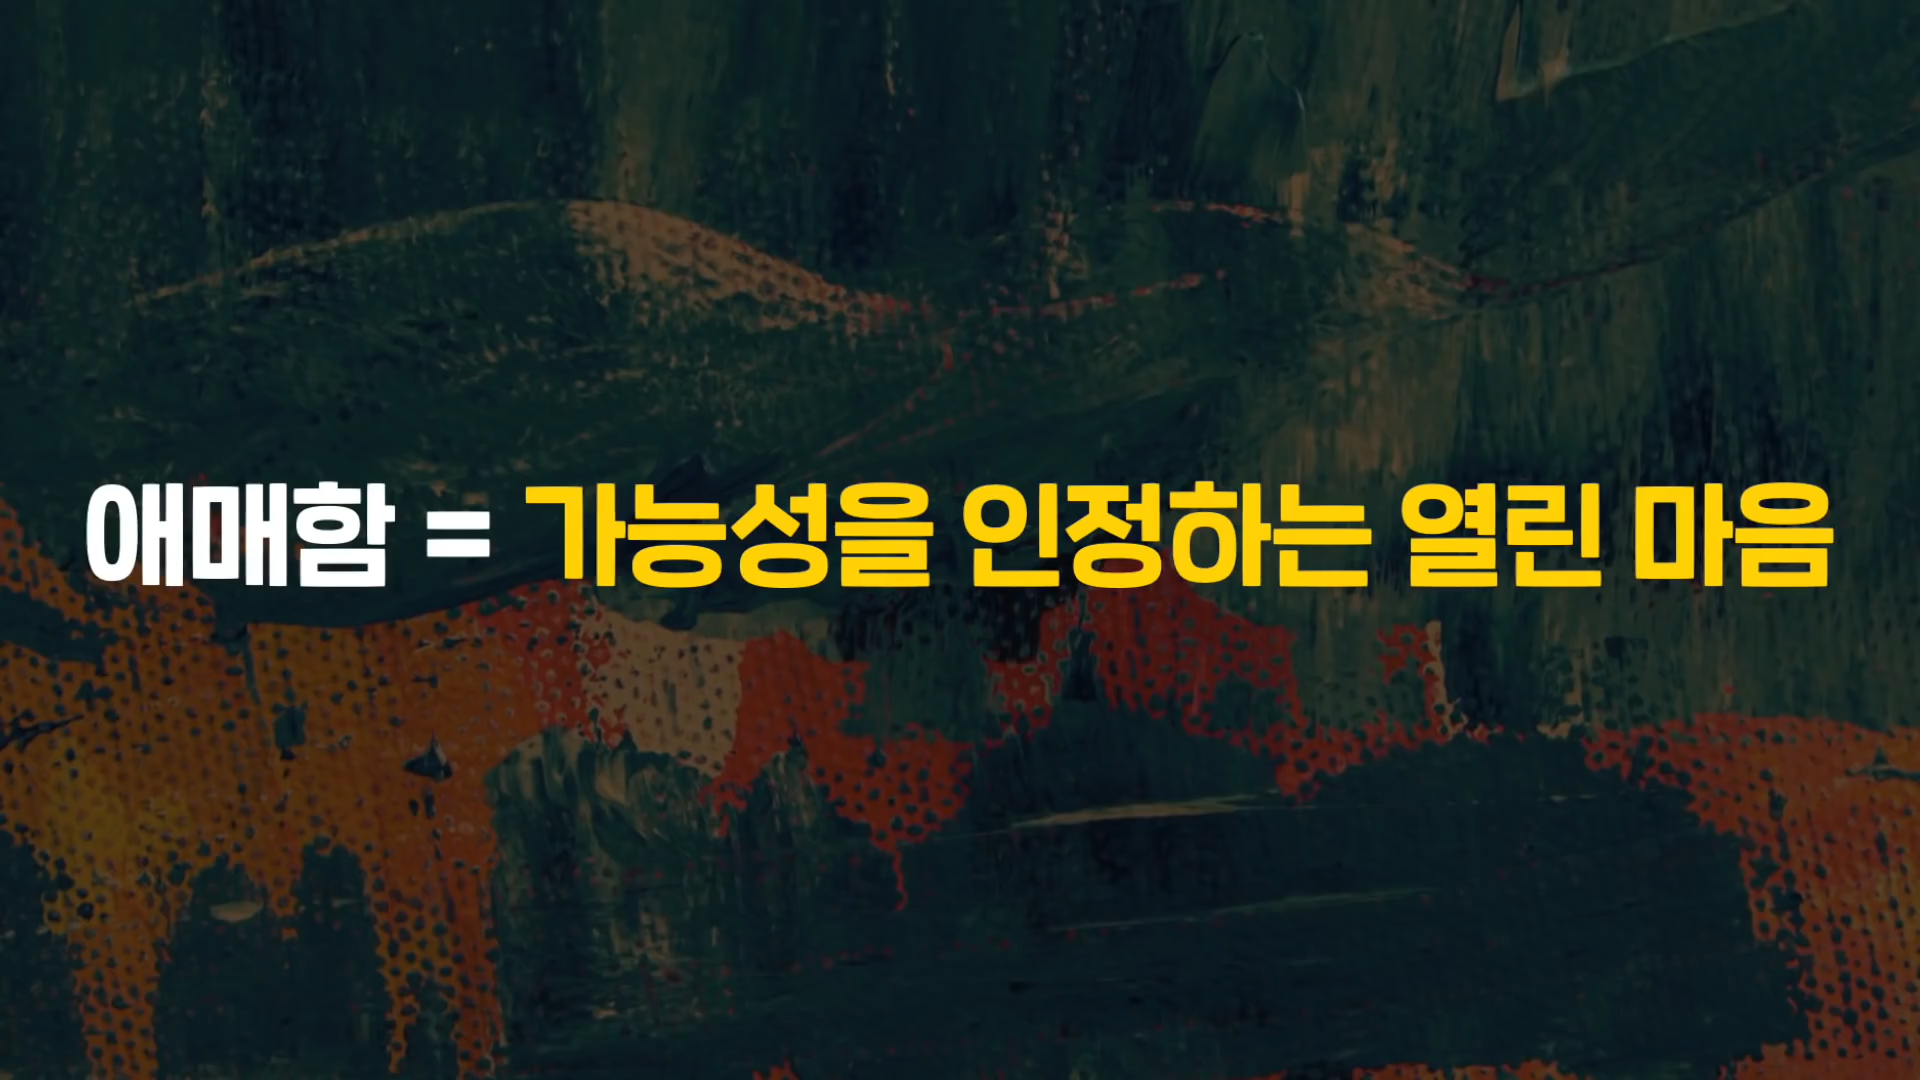 애매함 = 가능성을 인정하는 열린 마음